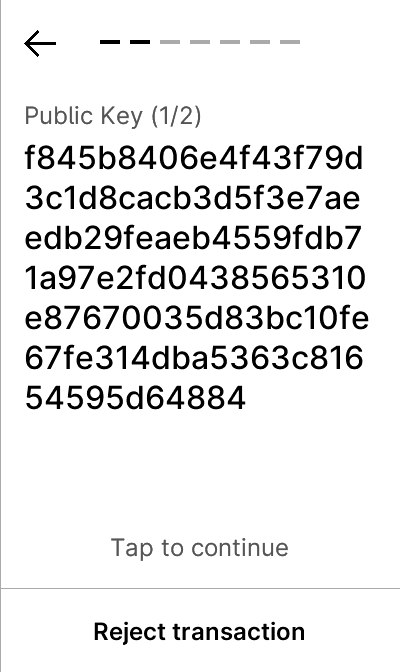 Public Key (1/2)
f845b8406e4f43f79d
3c1d8cacb3d5f3e7ae
edb29feaeb4559fdb7
1a97e2fd0438565310
e87670035d83bc10fe
67fe314dba5363c816
54595d64884
Tap to continue
Reject transaction